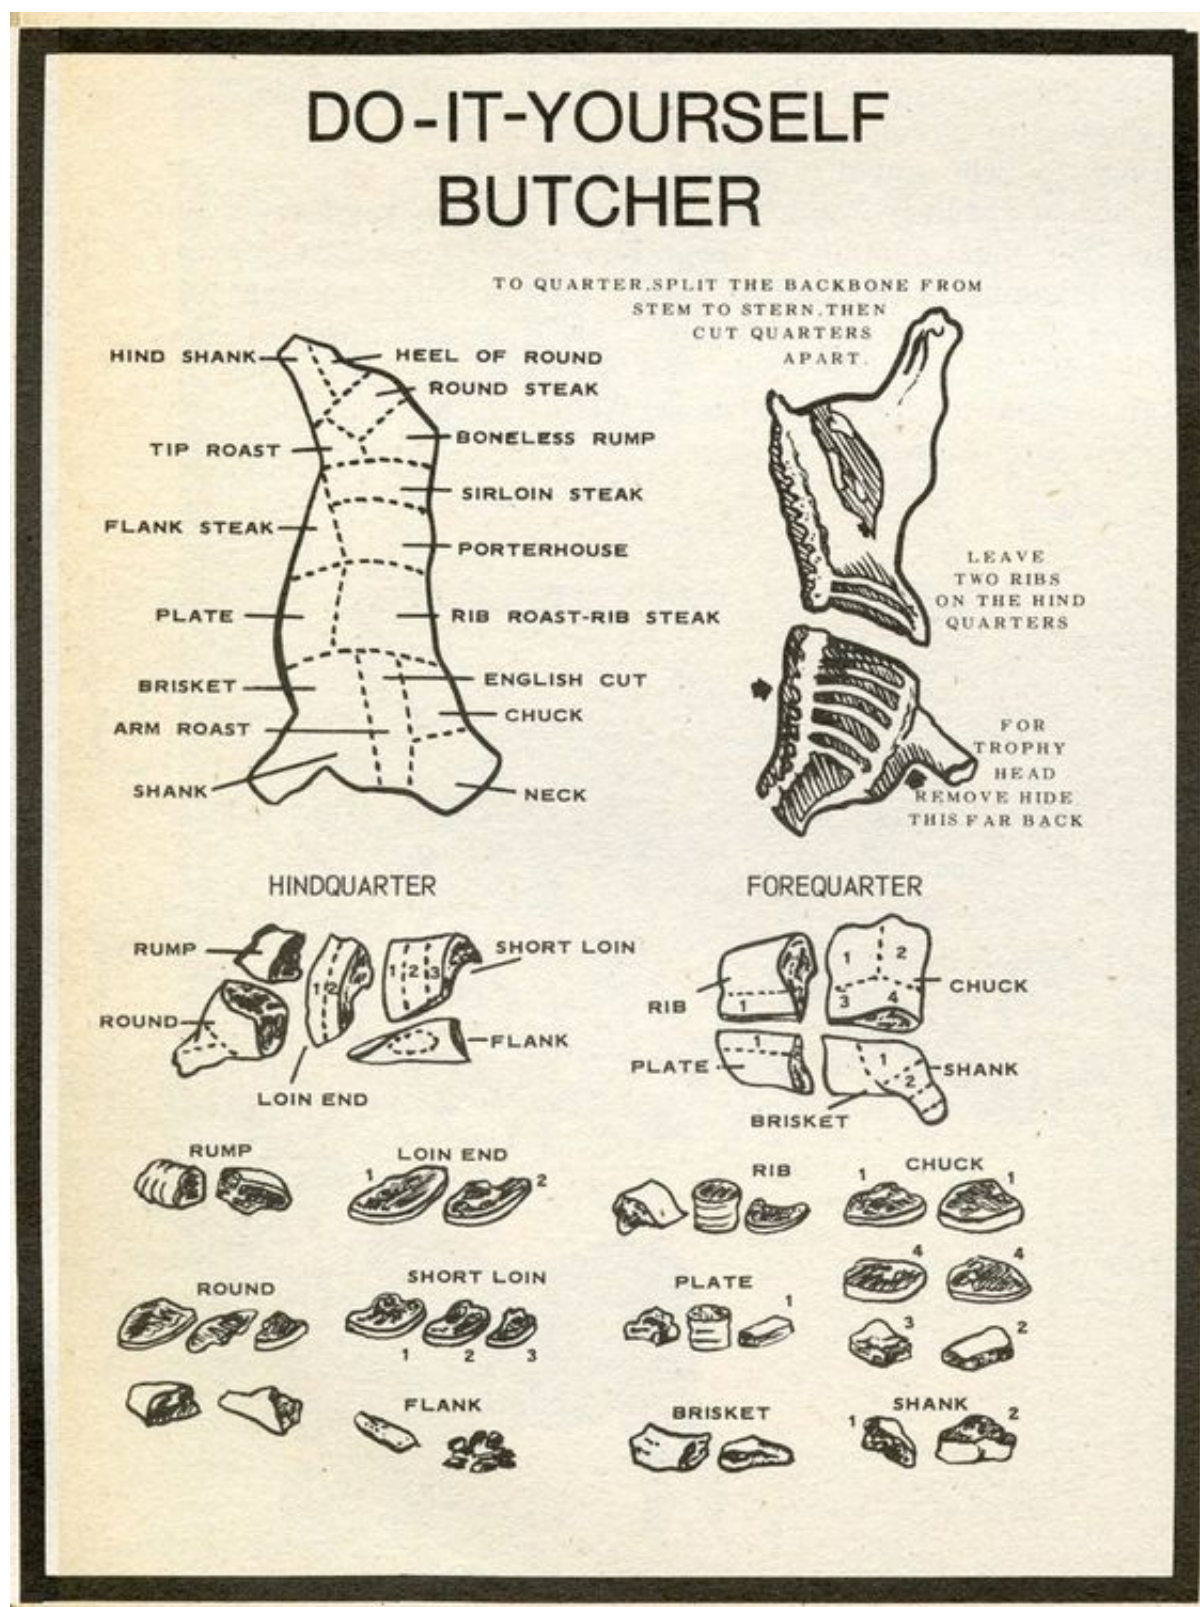 DO-IT-YOURSELF
BUTCHER
TO QUARTER,SPLIT THE BACKBONE FROM
STEM TO STERN,THEN
CUT QUARTERS
APART.
HIND SHANK
HEEL OF ROUND
ROUND STEAK
TIP ROAST
BONELESS RUMP
SIRLOIN STEAK
FLANK STEAK
PORTERHOUSE
PLATE
RIB ROAST-RIB STEAK
BRISKET
ENGLISH CUT
ARM ROAST
CHUCK
SHANK
NECK
LEAVE
TWO RIBS
ON THE HIND
QUARTERS
FOR
TROPHY
HEAD
REMOVE HIDE
THIS FAR BACK
HINDQUARTER
RUMP
1 2
1 2 3
SHORT LOIN
ROUND
FLANK
LOIN END
FOREQUARTER
1 2
RIB
1
3 4
CHUCK
PLATE
1
1
2
SHANK
BRISKET
RUMP
LOIN END
1 2
ROUND
SHORT LOIN
1 2 3
FLANK
RIB
CHUCK
1 1
4 4
PLATE
1
3 2
BRISKET
SHANK
1 2